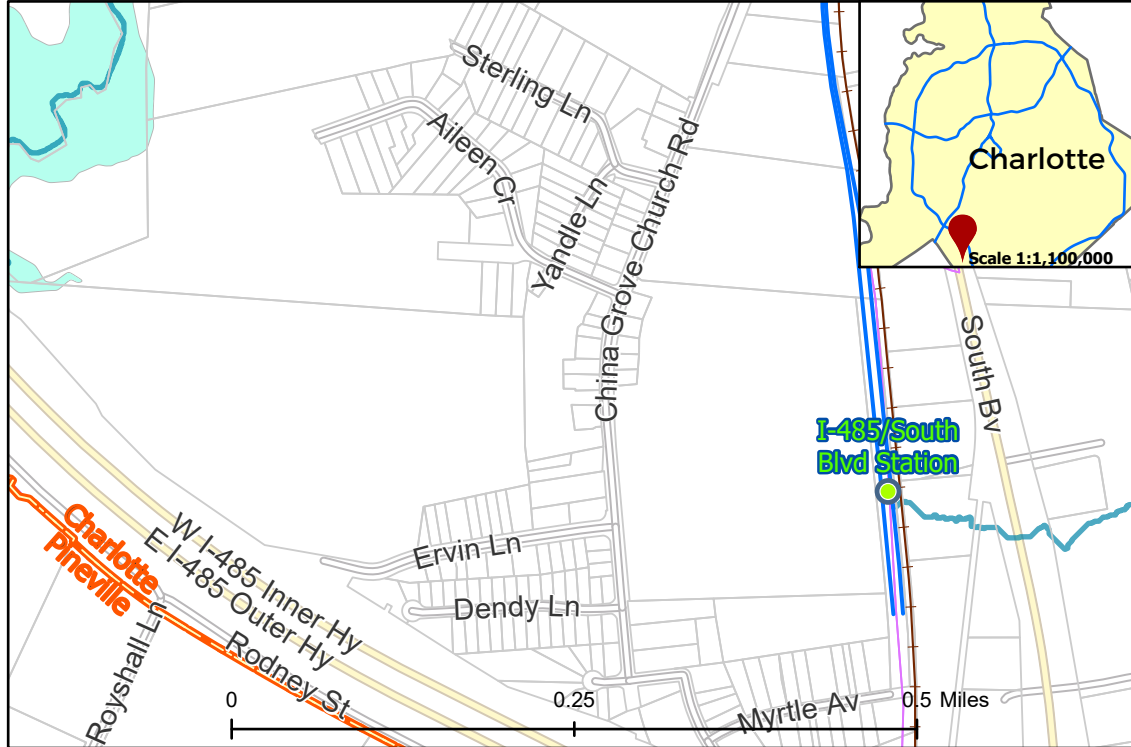 Sterling Ln
Aileen Cr
Yandle Ln
China Grove Church Rd
Charlotte
Scale 1:1,100,000
South Bv
I-485/South
Blvd Station
Charlotte
Pineville
W I-485 Inner Hy
E I-485 Outer Hy
Ervin Ln
Dendy Ln
Royshall Ln
Rodney St
Myrtle Av
0
0.25
0.5 Miles